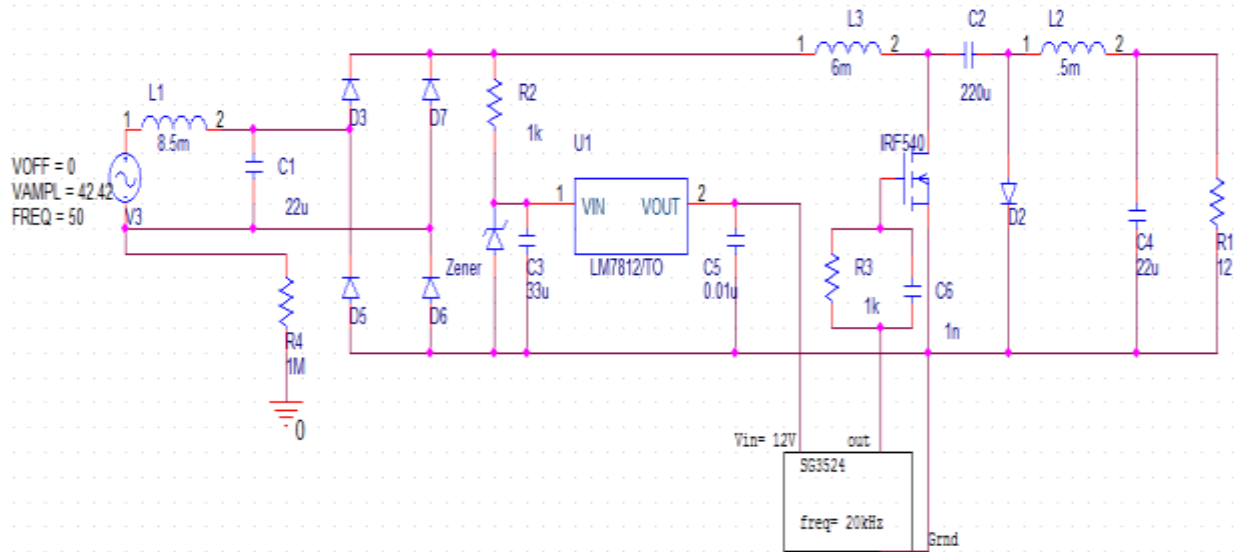 L3
1
2
6m
C2
220u
L2
1
2
.5m
L1
1
2
8.5m
D3
D7
R2
1k
U1
C1
22u
VOFF = 0
VAMPL = 42.42
FREQ = 50
V3
1
VIN
VOUT
2
LM7812/TO
Zener
C3
33u
C5
0.01u
IRF540
R3
1k
C6
1n
D2
C4
22u
R1
12
D5
D6
R4
1M
0
Vin= 12V
out
SG3524
freq= 20kHz
Grnd